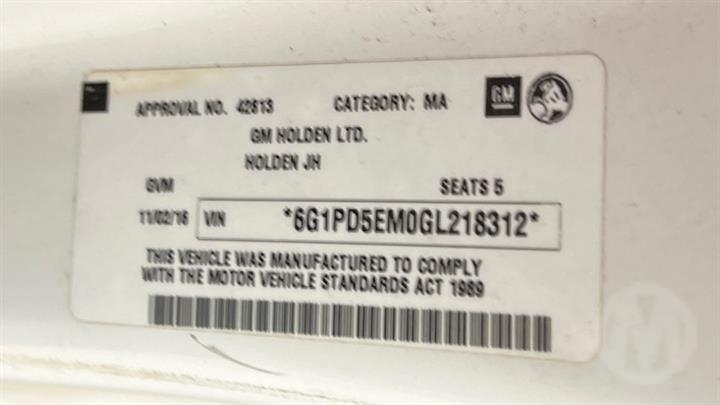 APPROVAL NO. 42813 CATEGORY: MA GM
GM HOLDEN LTD.
HOLDEN JH
GVM SEATS 5
11/02/16 VIN *6G1PD5EM0GL218312*
THIS VEHICLE WAS MANUFACTURED TO COMPLY
WITH THE MOTOR VEHICLE STANDARDS ACT 1989
M